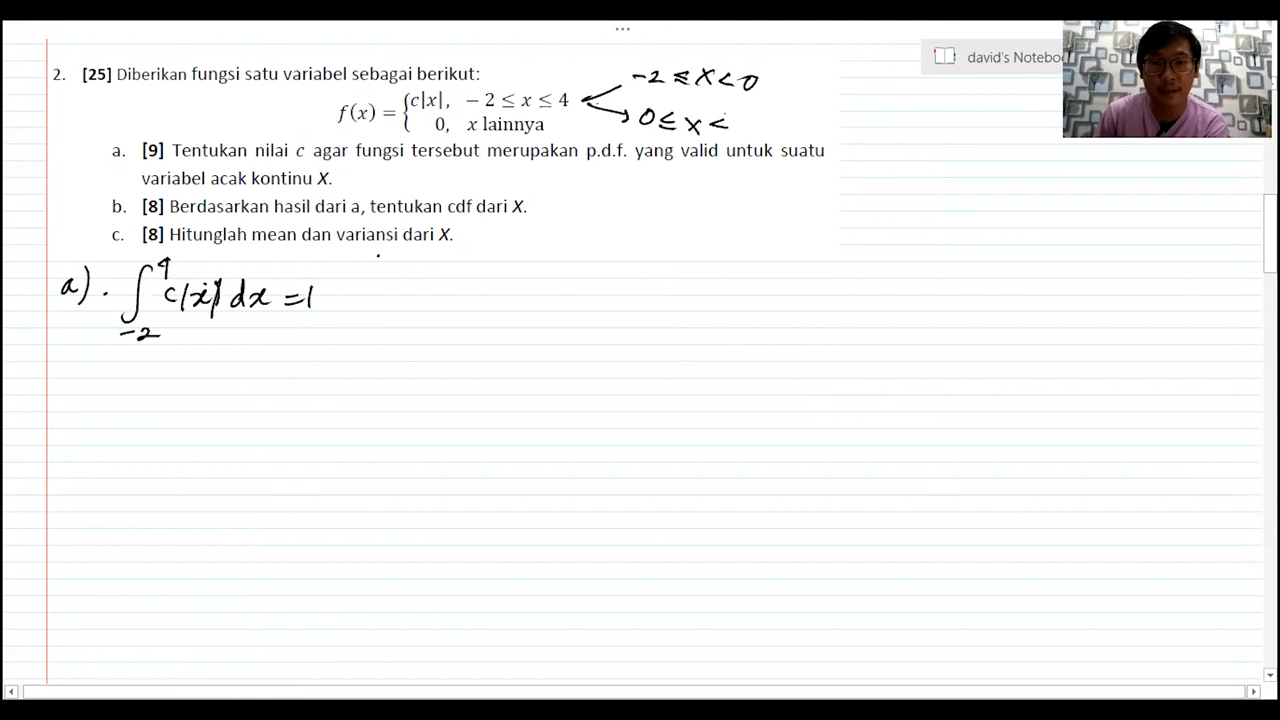 ...
david's Noteboo
2. [25] Diberikan fungsi satu variabel sebagai berikut:
f(x) = {c|x|, − 2 ≤ x ≤ 4
0, x lainnya
-2 ≤ x < 0
0 ≤ x <
a. [9] Tentukan nilai c agar fungsi tersebut merupakan p.d.f. yang valid untuk suatu
variabel acak kontinu X.
b. [8] Berdasarkan hasil dari a, tentukan cdf dari X.
c. [8] Hitunglah mean dan variansi dari X.
a). ∫_{-2}^{4} c|x| dx = 1